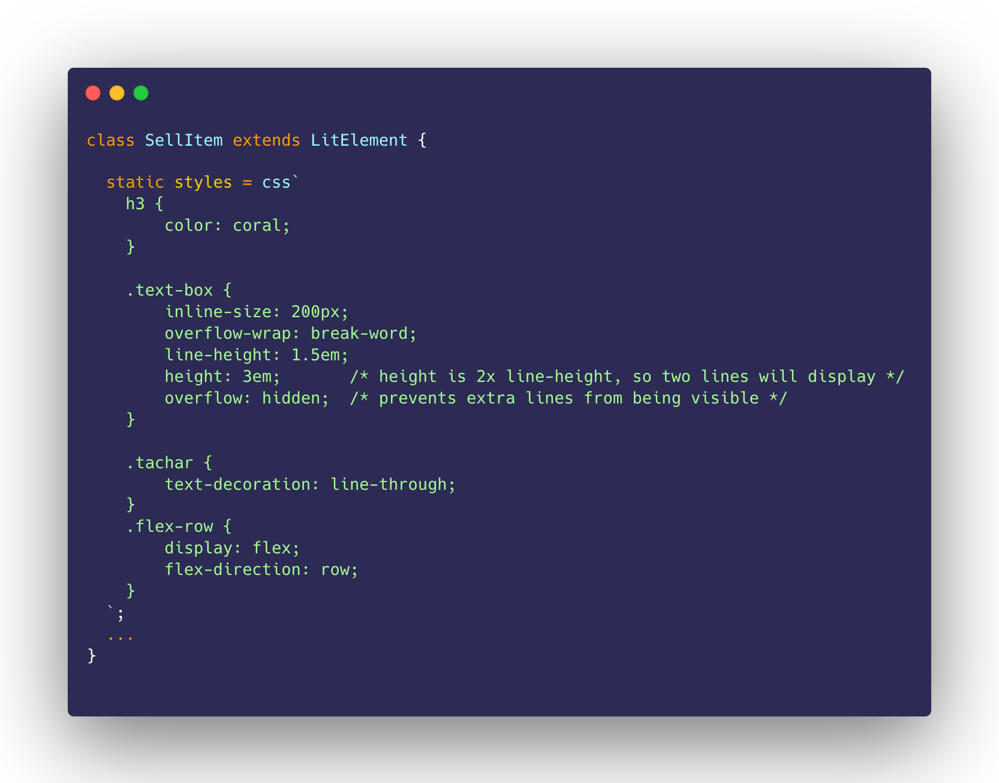 class SellItem extends LitElement {
  static styles = css`
    h3 {
        color: coral;
    }
    .text-box {
        inline-size: 200px;
        overflow-wrap: break-word;
        line-height: 1.5em;
        height: 3em;       /* height is 2x line-height, so two lines will display */
        overflow: hidden;  /* prevents extra lines from being visible */
    }
    .tachar {
        text-decoration: line-through;
    }
    .flex-row {
        display: flex;
        flex-direction: row;
    }
  `;
  ...
}